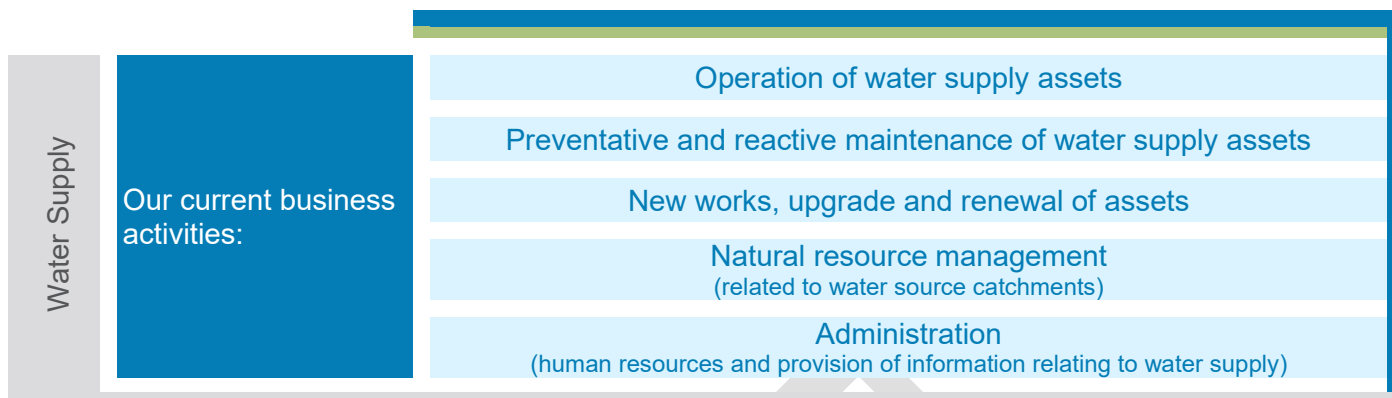 Water Supply
Our current business
activities:
Operation of water supply assets
Preventative and reactive maintenance of water supply assets
New works, upgrade and renewal of assets
Natural resource management
(related to water source catchments)
Administration
(human resources and provision of information relating to water supply)